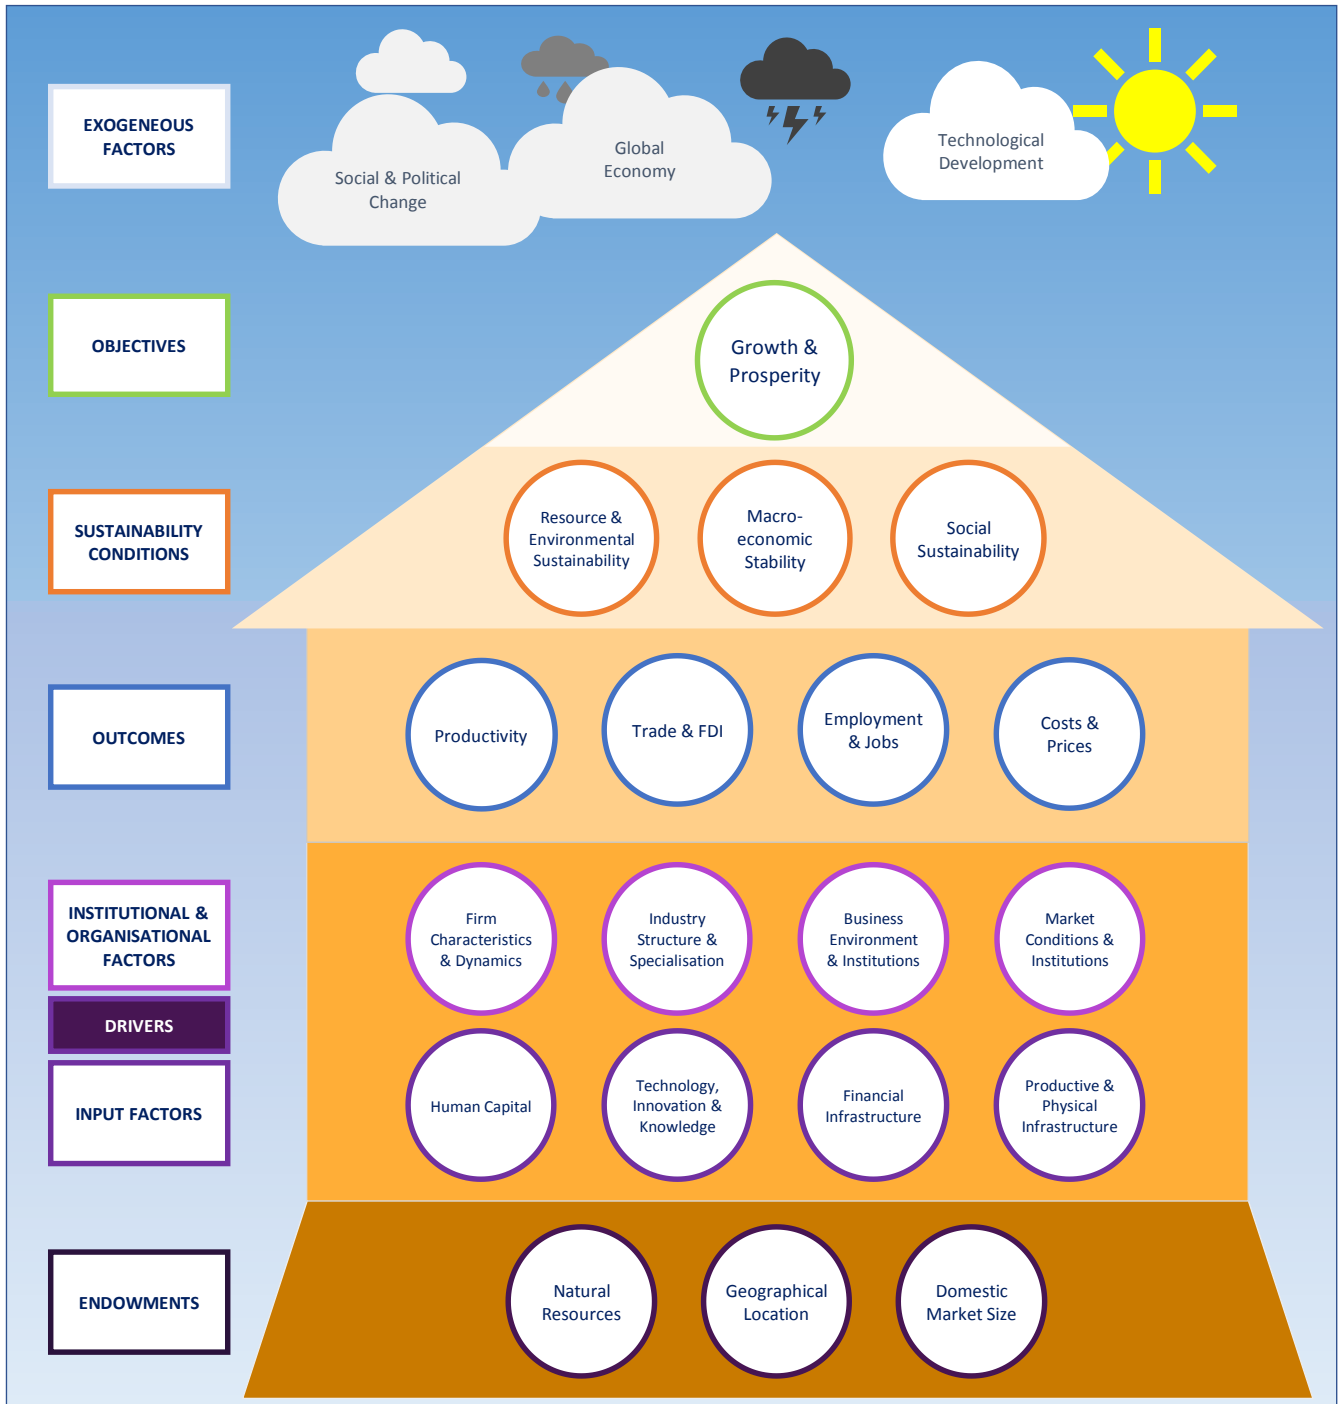 EXOGENEOUS
FACTORS
Social & Political
Change
Global
Economy
Technological
Development
OBJECTIVES
Growth &
Prosperity
SUSTAINABILITY
CONDITIONS
Resource &
Environmental
Sustainability
Macro-
economic
Stability
Social
Sustainability
OUTCOMES
Productivity
Trade & FDI
Employment
& Jobs
Costs &
Prices
INSTITUTIONAL &
ORGANISATIONAL
FACTORS
Firm
Characteristics
& Dynamics
Industry
Structure &
Specialisation
Business
Environment
& Institutions
Market
Conditions &
Institutions
DRIVERS
INPUT FACTORS
Human Capital
Technology,
Innovation &
Knowledge
Financial
Infrastructure
Productive &
Physical
Infrastructure
ENDOWMENTS
Natural
Resources
Geographical
Location
Domestic
Market Size